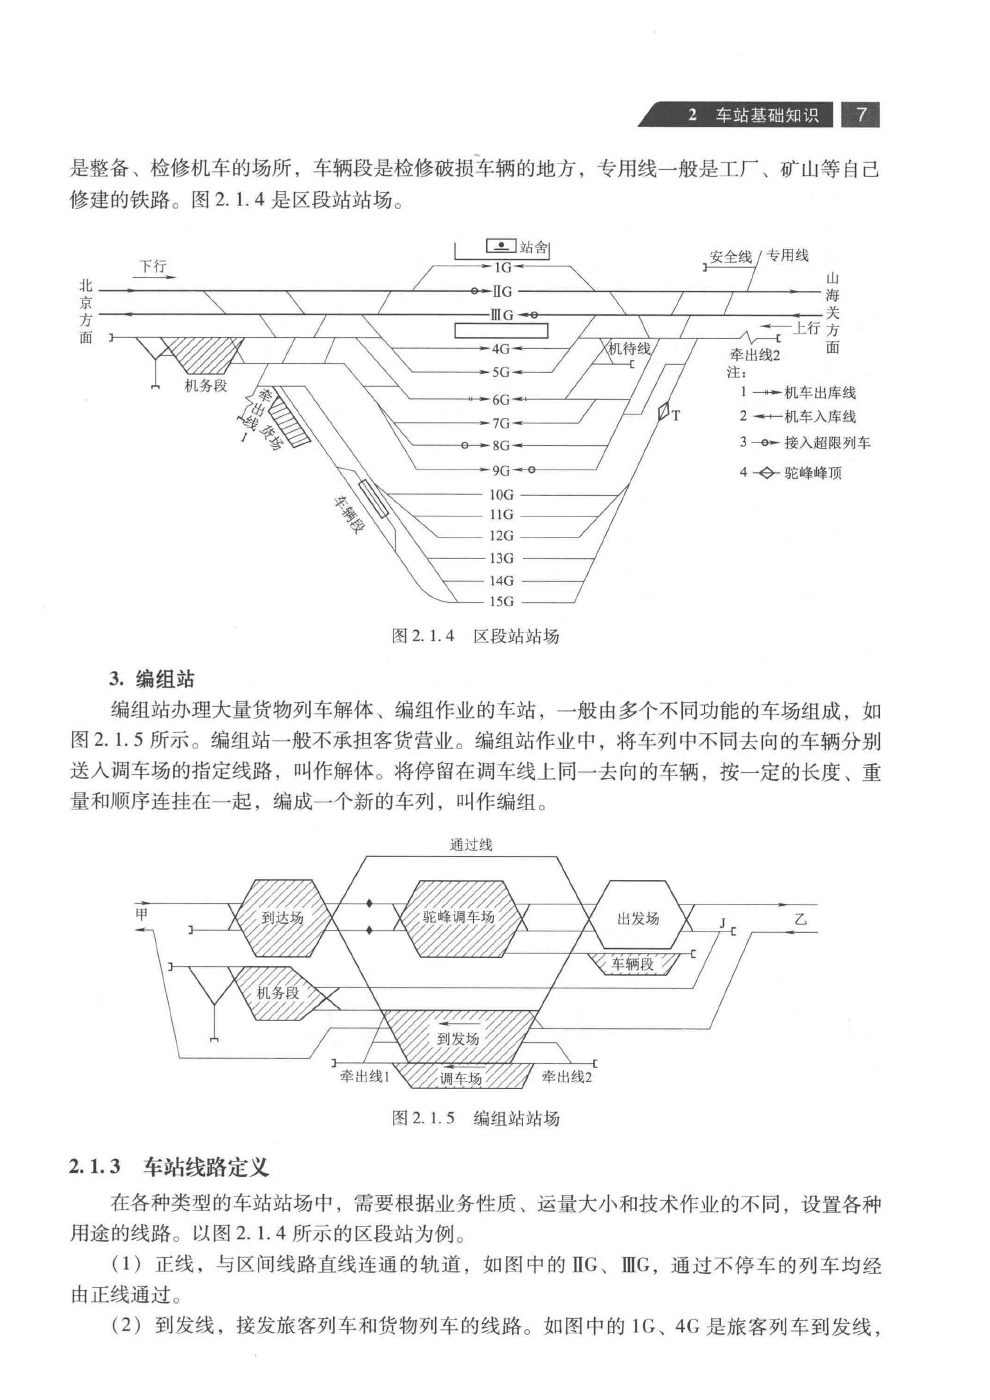 2 车站基础知识 7
是整备、检修机车的场所，车辆段是检修破损车辆的地方，专用线一般是工厂、矿山等自己
修建的铁路。图 2.1.4 是区段站站场。
站舍
下行
安全线
专用线
北京方面
山海关方面
1G
ⅡG
ⅢG
上行
4G
机待线
牵出线2
5G
机务段
注：
6G
1 机车出库线
牵出线1
货场
7G
T
2 机车入库线
8G
3 接入超限列车
9G
4 驼峰峰顶
10G
车辆段
11G
12G
13G
14G
15G
图 2.1.4 区段站站场
3. 编组站
编组站办理大量货物列车解体、编组作业的车站，一般由多个不同功能的车场组成，如
图 2.1.5 所示。编组站一般不承担客货营业。编组站作业中，将车列中不同去向的车辆分别
送入调车场的指定线路，叫作解体。将停留在调车线上同一去向的车辆，按一定的长度、重
量和顺序连挂在一起，编成一个新的车列，叫作编组。
通过线
甲
到达场
驼峰调车场
出发场
J
乙
车辆段
机务段
到发场
牵出线1
调车场
牵出线2
图 2.1.5 编组站站场
2.1.3 车站线路定义
在各种类型的车站站场中，需要根据业务性质、运量大小和技术作业的不同，设置各种
用途的线路。以图 2.1.4 所示的区段站为例。
（1）正线，与区间线路直线连通的轨道，如图中的 ⅡG、ⅢG，通过不停车的列车均经
由正线通过。
（2）到发线，接发旅客列车和货物列车的线路。如图中的 1G、4G 是旅客列车到发线，